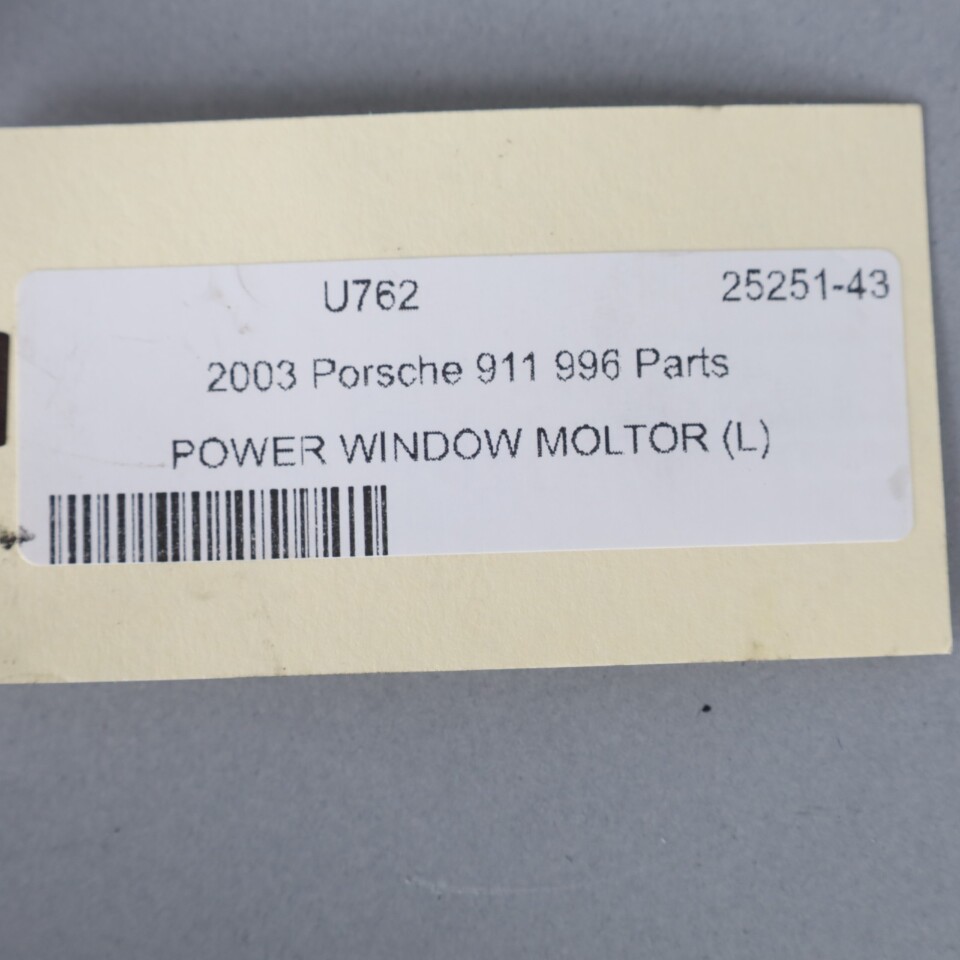 U762 25251-43
2003 Porsche 911 996 Parts
POWER WINDOW MOLTOR (L)